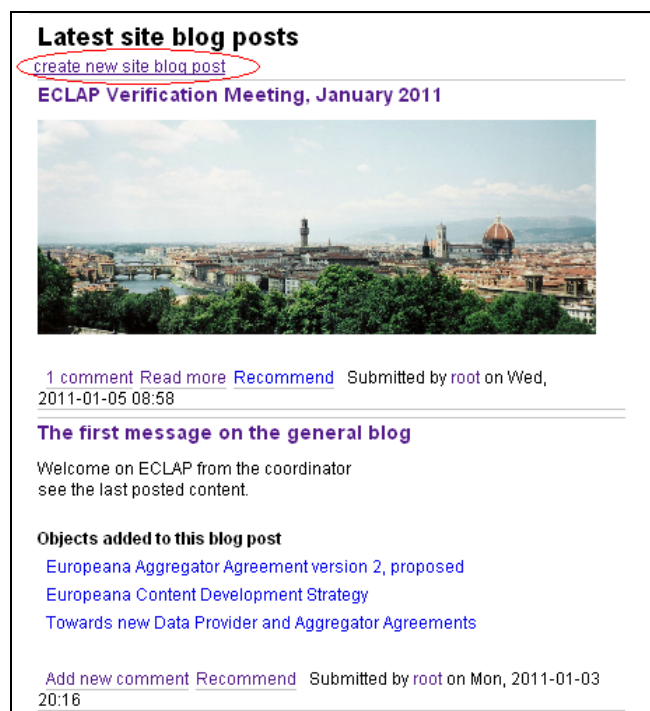 Latest site blog posts
create new site blog post
ECLAP Verification Meeting, January 2011
1 comment Read more Recommend Submitted by root on Wed,
2011-01-05 08:58
The first message on the general blog
Welcome on ECLAP from the coordinator
see the last posted content.
Objects added to this blog post
Europeana Aggregator Agreement version 2, proposed
Europeana Content Development Strategy
Towards new Data Provider and Aggregator Agreements
Add new comment Recommend Submitted by root on Mon, 2011-01-03
20:16